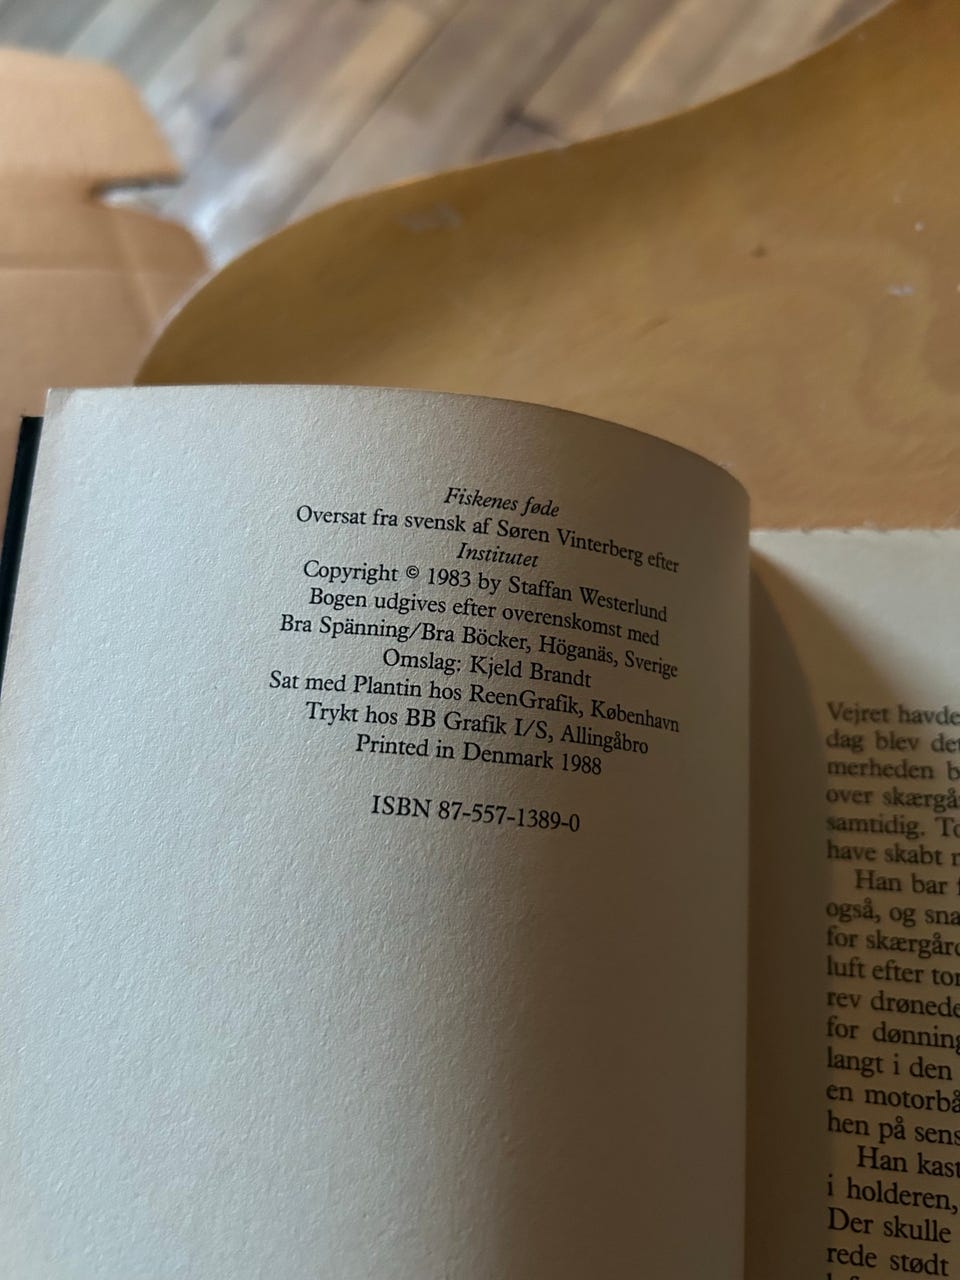 Fiskenes føde
Oversat fra svensk af Søren Vinterberg efter
Institutet
Copyright © 1983 by Staffan Westerlund
Bogen udgives efter overenskomst med
Bra Spänning/Bra Böcker, Höganäs, Sverige
Omslag: Kjeld Brandt
Sat med Plantin hos ReenGrafik, København
Trykt hos BB Grafik I/S, Allingåbro
Printed in Denmark 1988
ISBN 87-557-1389-0
Vejret havde
dag blev det
merheden b
over skærgå
samtidig. To
have skabt
Han bar
også, og sna
for skærgård
luft efter
rev drønede
for dønning
langt i den
en motorbå
hen på sens
Han kast
i holderen,
Der skulle
rede stødt